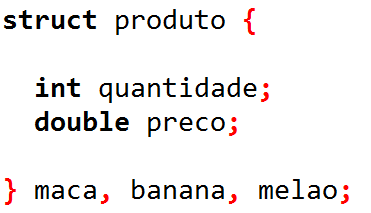 struct produto {
int quantidade;
double preco;
} maca, banana, melao;